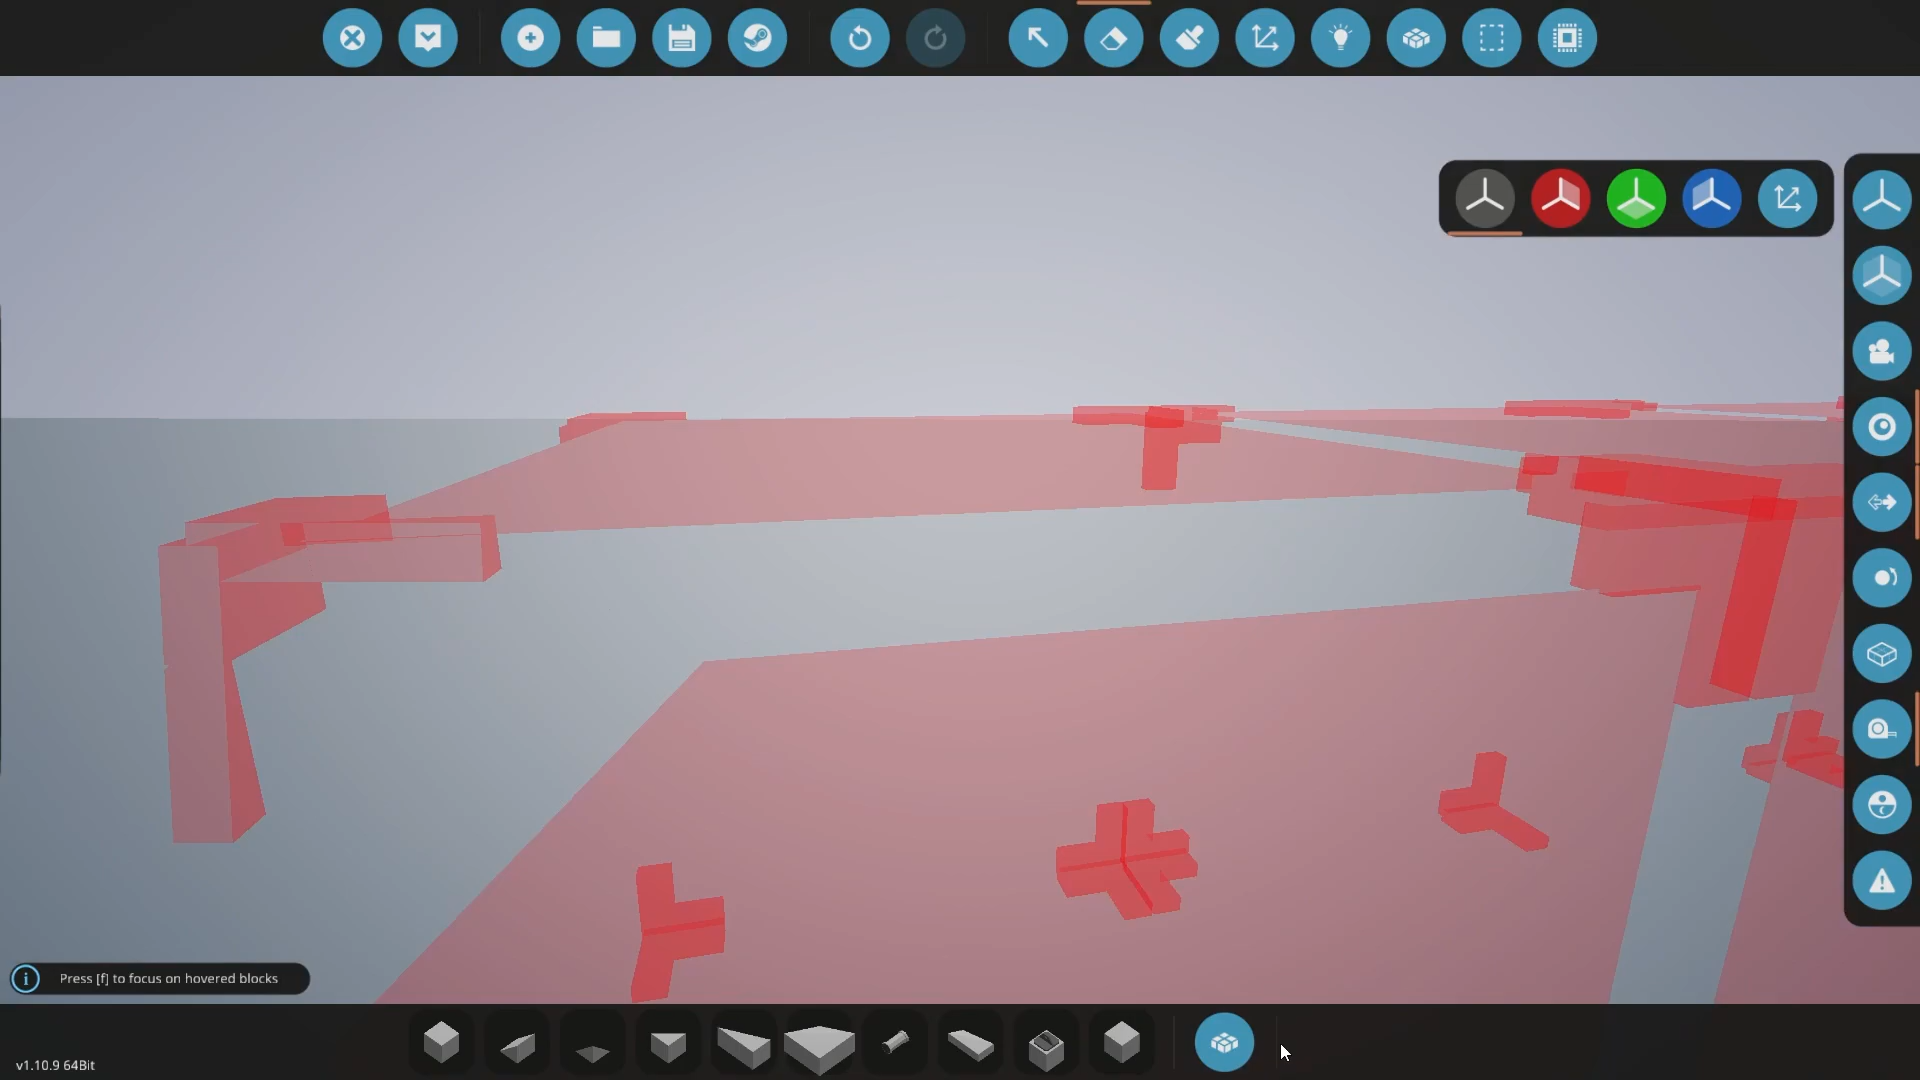 Press [f] to focus on hovered blocks
v1.10.9 64Bit